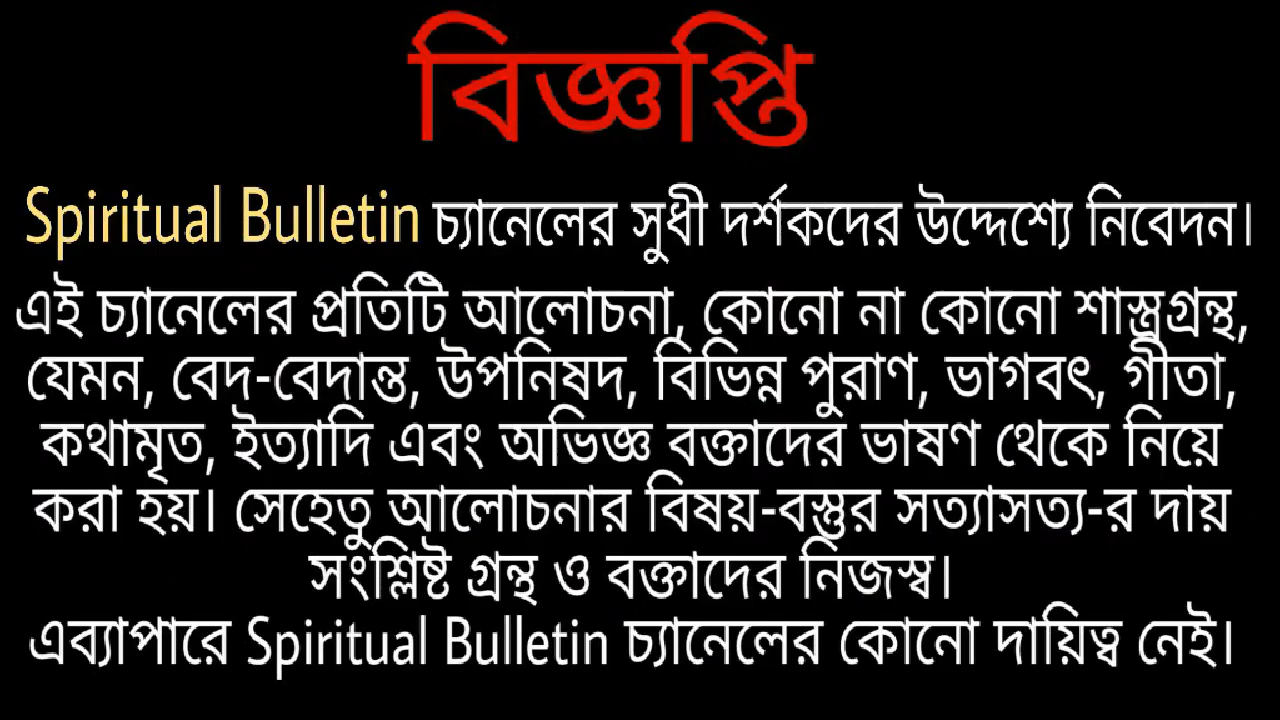 বিজ্ঞপ্তি
Spiritual Bulletin চ্যানেলের সুধী দর্শকদের উদ্দেশ্যে নিবেদন।
এই চ্যানেলের প্রতিটি আলোচনা, কোনো না কোনো শাস্ত্রগ্রন্থ,
যেমন, বেদ-বেদান্ত, উপনিষদ, বিভিন্ন পুরাণ, ভাগবৎ, গীতা,
কথামৃত, ইত্যাদি এবং অভিজ্ঞ বক্তাদের ভাষণ থেকে নিয়ে
করা হয়। সেহেতু আলোচনার বিষয়-বস্তুর সত্যাসত্য-র দায়
সংশ্লিষ্ট গ্রন্থ ও বক্তাদের নিজস্ব।
এব্যাপারে Spiritual Bulletin চ্যানেলের কোনো দায়িত্ব নেই।